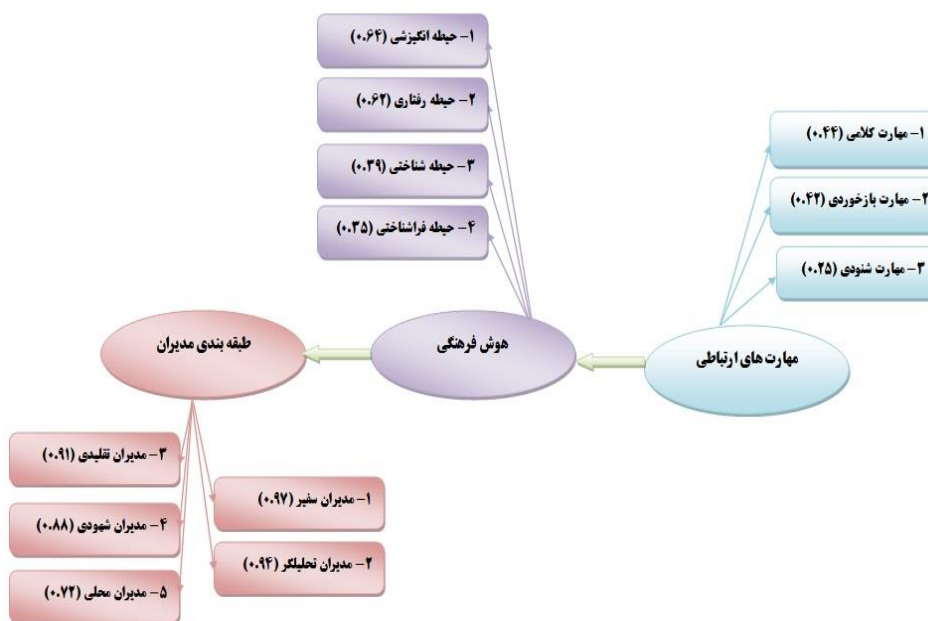 ۱- حیطه انگیزشی (۰.۶۴)
۲- حیطه رفتاری (۰.۶۲)
۳- حیطه شناختی (۰.۳۹)
۴- حیطه فراشناختی (۰.۳۵)
۱- مهارت کلامی (۰.۴۴)
۲- مهارت بازخوردی (۰.۴۲)
۳- مهارت شنودی (۰.۲۵)
مهارت های ارتباطی
هوش فرهنگی
طبقه بندی مدیران
۱- مدیران سفیر (۰.۹۷)
۲- مدیران تحلیلگر (۰.۹۴)
۳- مدیران تقلیدی (۰.۹۱)
۴- مدیران شهودی (۰.۸۸)
۵- مدیران محلی (۰.۷۲)